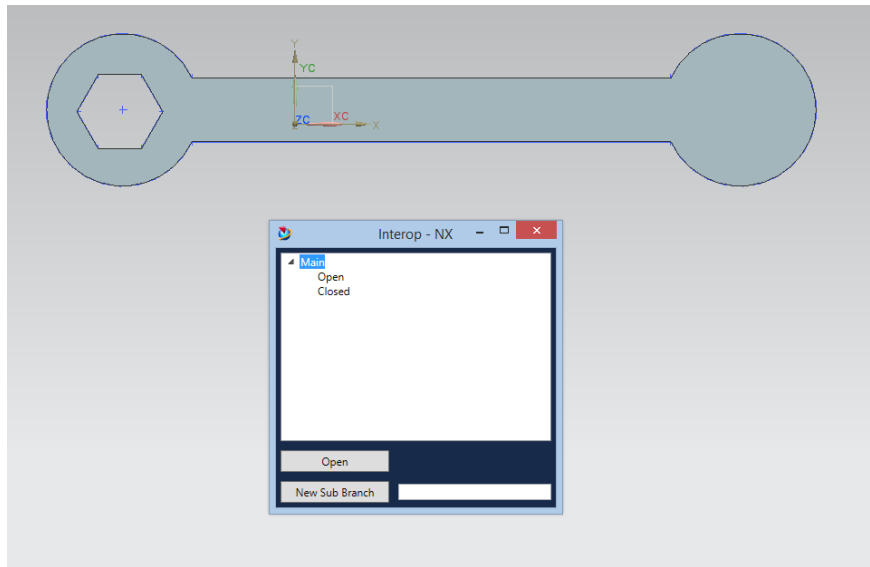 Y
YC
ZC
XC
X
Interop - NX
Main
Open
Closed
Open
New Sub Branch